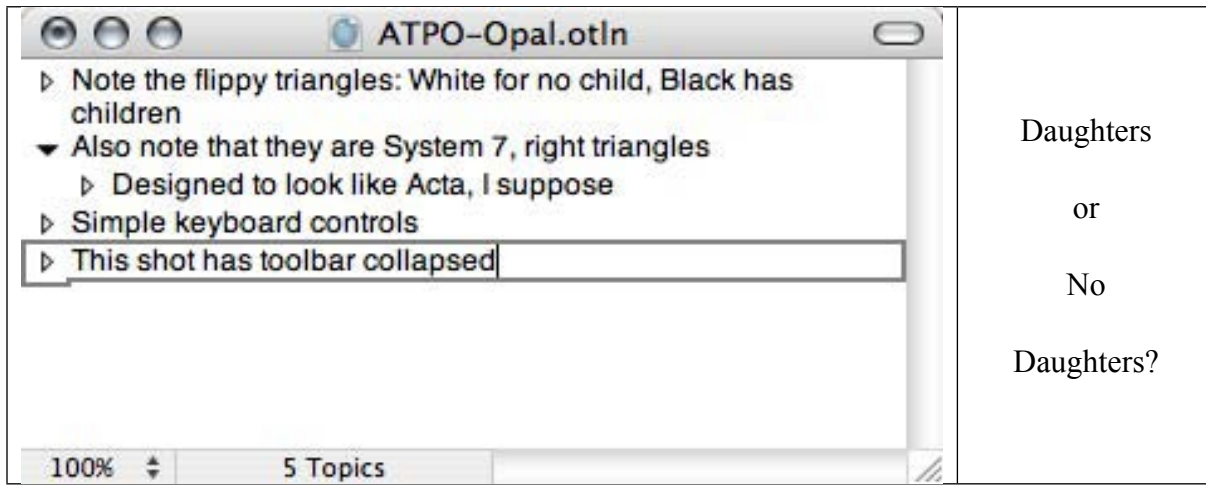 ATPO-Opal.otln
Note the flippy triangles: White for no child, Black has
children
Also note that they are System 7, right triangles
Designed to look like Acta, I suppose
Simple keyboard controls
This shot has toolbar collapsed
100%
5 Topics
Daughters
or
No
Daughters?